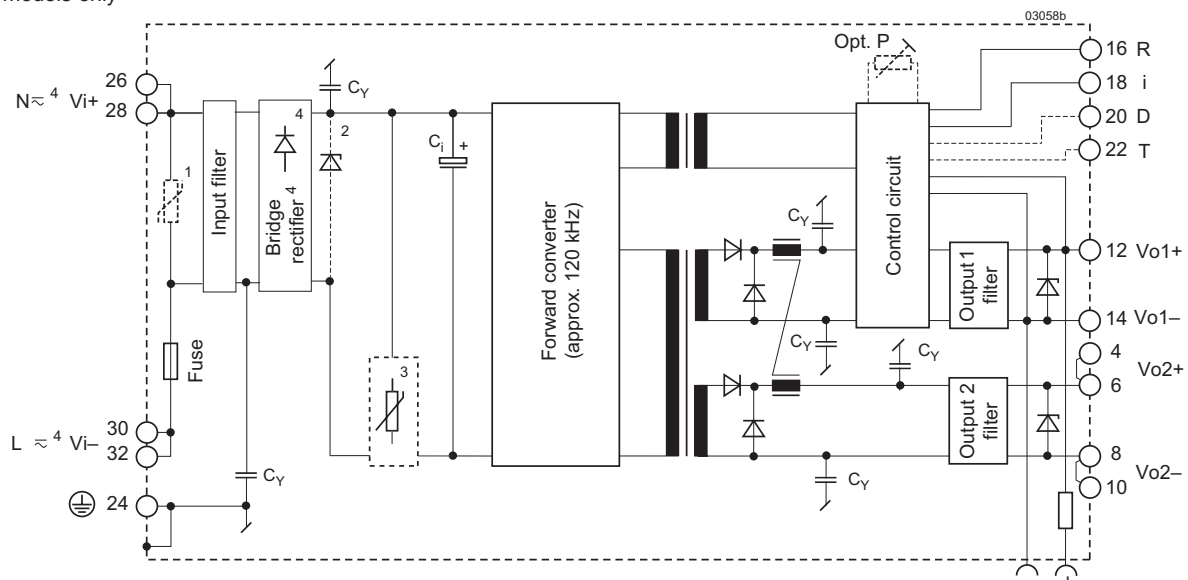 models only
03058b
Opt. P
16 R
18 i
20 D
22 T
26
N≂ 4 Vi+
28
CY
4
2
1
Input filter
Bridge rectifier 4
Ci +
Forward converter
(approx. 120 kHz)
Control circuit
CY
Output 1
filter
12 Vo1+
14 Vo1–
CY
4
Vo2+
6
CY
Fuse
3
Output 2
filter
8
Vo2–
10
CY
30
L ≂ 4 Vi–
32
CY
24